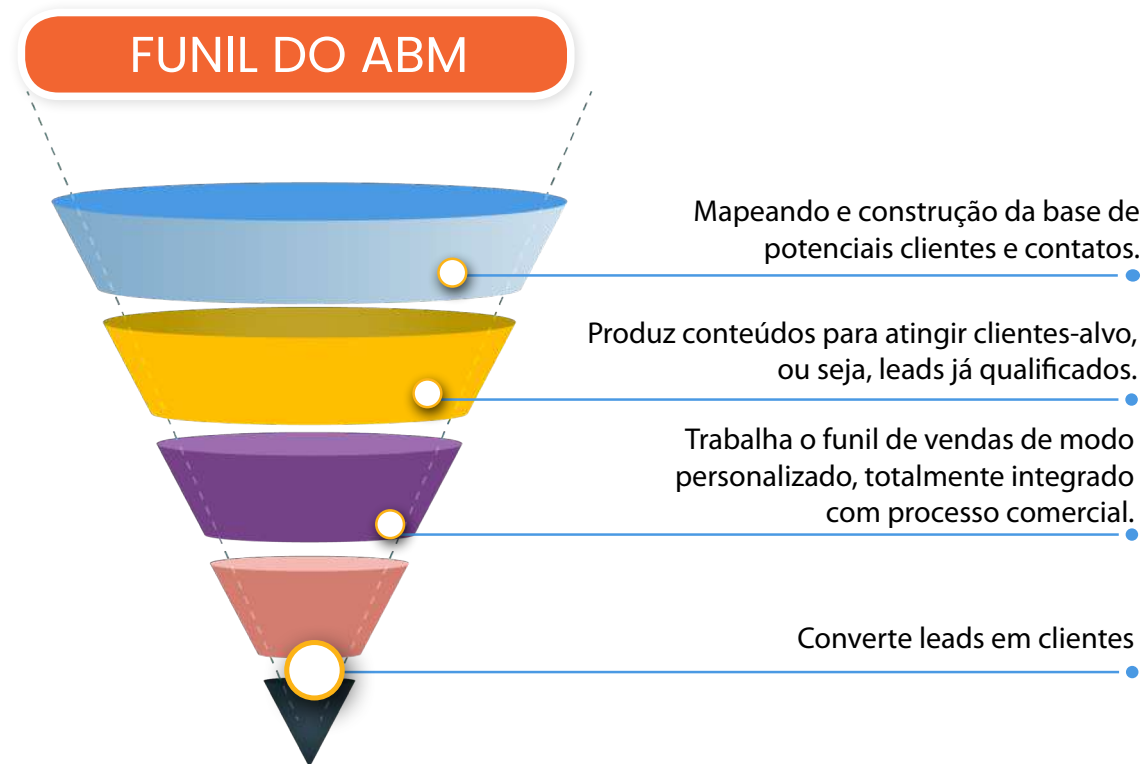 FUNIL DO ABM
Mapeando e construção da base de
potenciais clientes e contatos.
Produz conteúdos para atingir clientes-alvo,
ou seja, leads já qualificados.
Trabalha o funil de vendas de modo
personalizado, totalmente integrado
com processo comercial.
Converte leads em clientes